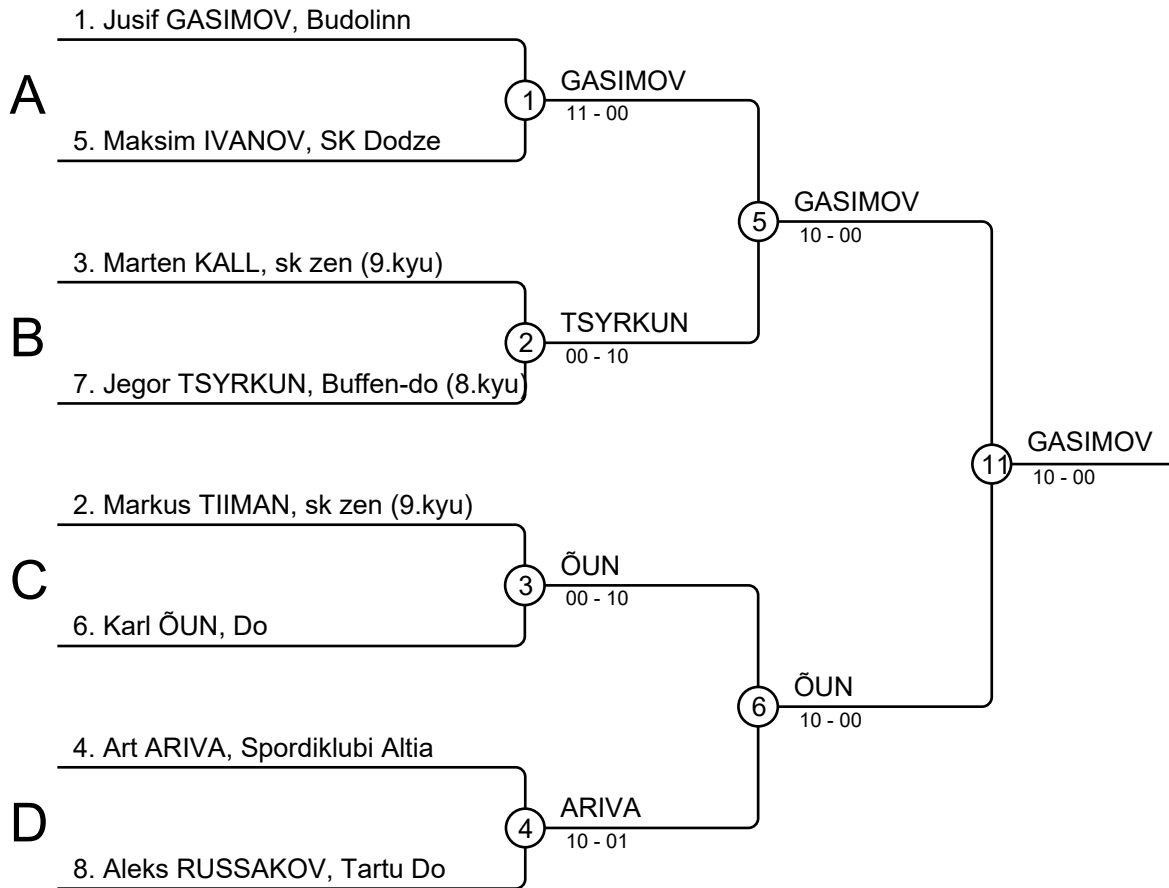 1. Jusif GASIMOV, Budolinn
A
1
GASIMOV
11 - 00
5. Maksim IVANOV, SK Dodze
5
GASIMOV
10 - 00
3. Marten KALL, sk zen (9.kyu)
B
2
TSYRKUN
00 - 10
7. Jegor TSYRKUN, Buffen-do (8.kyu)
11
GASIMOV
10 - 00
2. Markus TIIMAN, sk zen (9.kyu)
C
3
ÕUN
00 - 10
6. Karl ÕUN, Do
6
ÕUN
10 - 00
4. Art ARIVA, Spordiklubi Altia
D
4
ARIVA
10 - 01
8. Aleks RUSSAKOV, Tartu Do